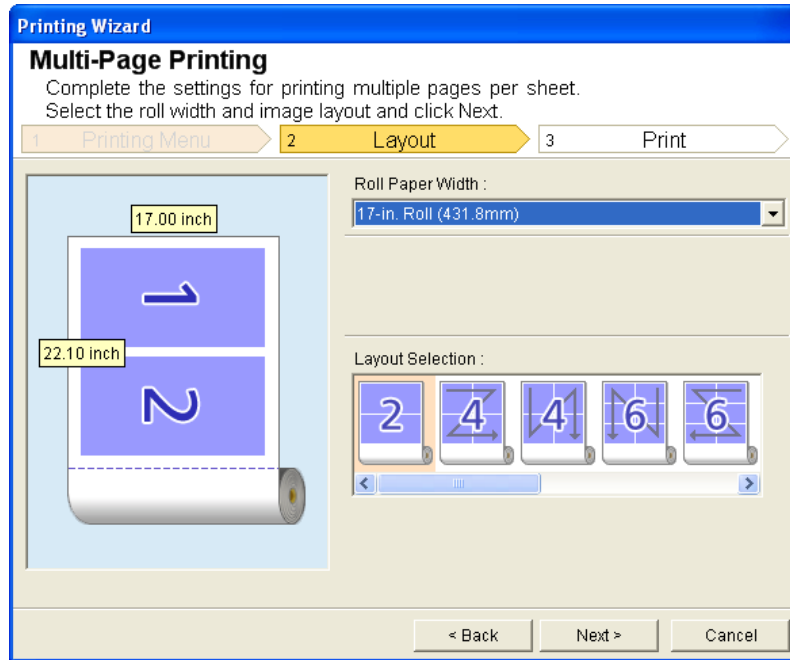 Printing Wizard
Multi-Page Printing
Complete the settings for printing multiple pages per sheet.
Select the roll width and image layout and click Next.
1 Printing Menu 2 Layout 3 Print
Roll Paper Width :
17-in. Roll (431.8mm)
17.00 inch
1
22.10 inch
2
Layout Selection :
2 4 4 6 6
< Back Next > Cancel